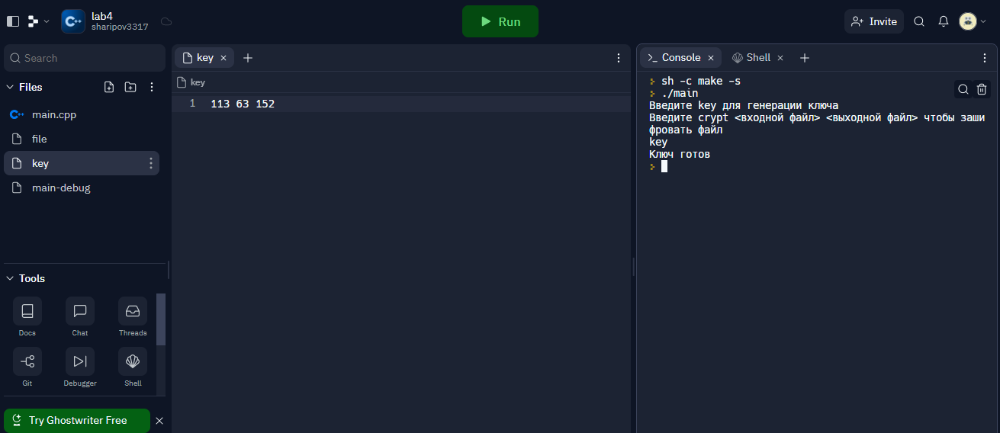 lab4
sharipov3317
Run
Invite
Search
Files
main.cpp
file
key
main-debug
Tools
Docs
Chat
Threads
Git
Debugger
Shell
Try Ghostwriter Free
key
key
1 113 63 152
Console
Shell
sh -c make -s
./main
Введите key для генерации ключа
Введите crypt <входной файл> <выходной файл> чтобы заши
фровать файл
key
Ключ готов